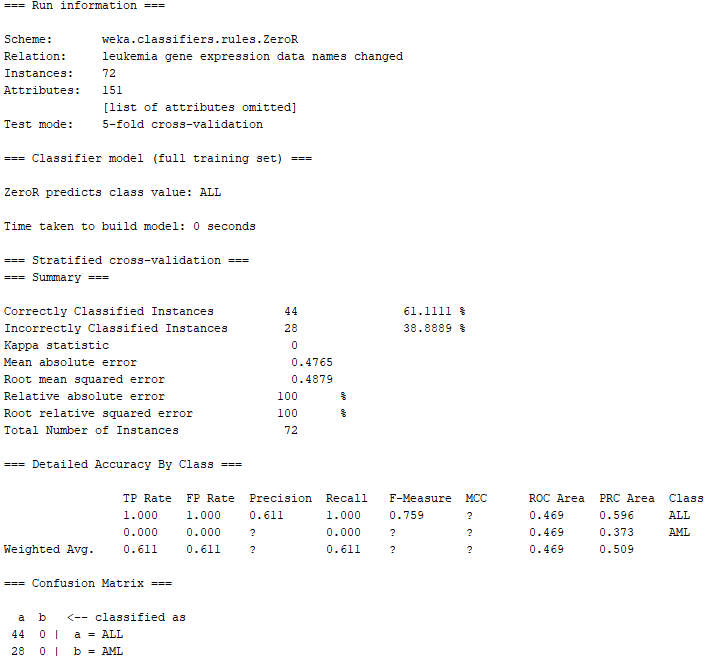 === Run information ===
Scheme: weka.classifiers.rules.ZeroR
Relation: leukemia gene expression data names changed
Instances: 72
Attributes: 151
[list of attributes omitted]
Test mode: 5-fold cross-validation
=== Classifier model (full training set) ===
ZeroR predicts class value: ALL
Time taken to build model: 0 seconds
=== Stratified cross-validation ===
=== Summary ===
Correctly Classified Instances 44 61.1111 %
Incorrectly Classified Instances 28 38.8889 %
Kappa statistic 0
Mean absolute error 0.4765
Root mean squared error 0.4879
Relative absolute error 100 %
Root relative squared error 100 %
Total Number of Instances 72
=== Detailed Accuracy By Class ===
TP Rate FP Rate Precision Recall F-Measure MCC ROC Area PRC Area Class
1.000 1.000 0.611 1.000 0.759 ? 0.469 0.596 ALL
0.000 0.000 ? 0.000 ? ? 0.469 0.373 AML
Weighted Avg. 0.611 0.611 ? 0.611 ? ? 0.469 0.509
=== Confusion Matrix ===
a b <-- classified as
44 0 | a = ALL
28 0 | b = AML